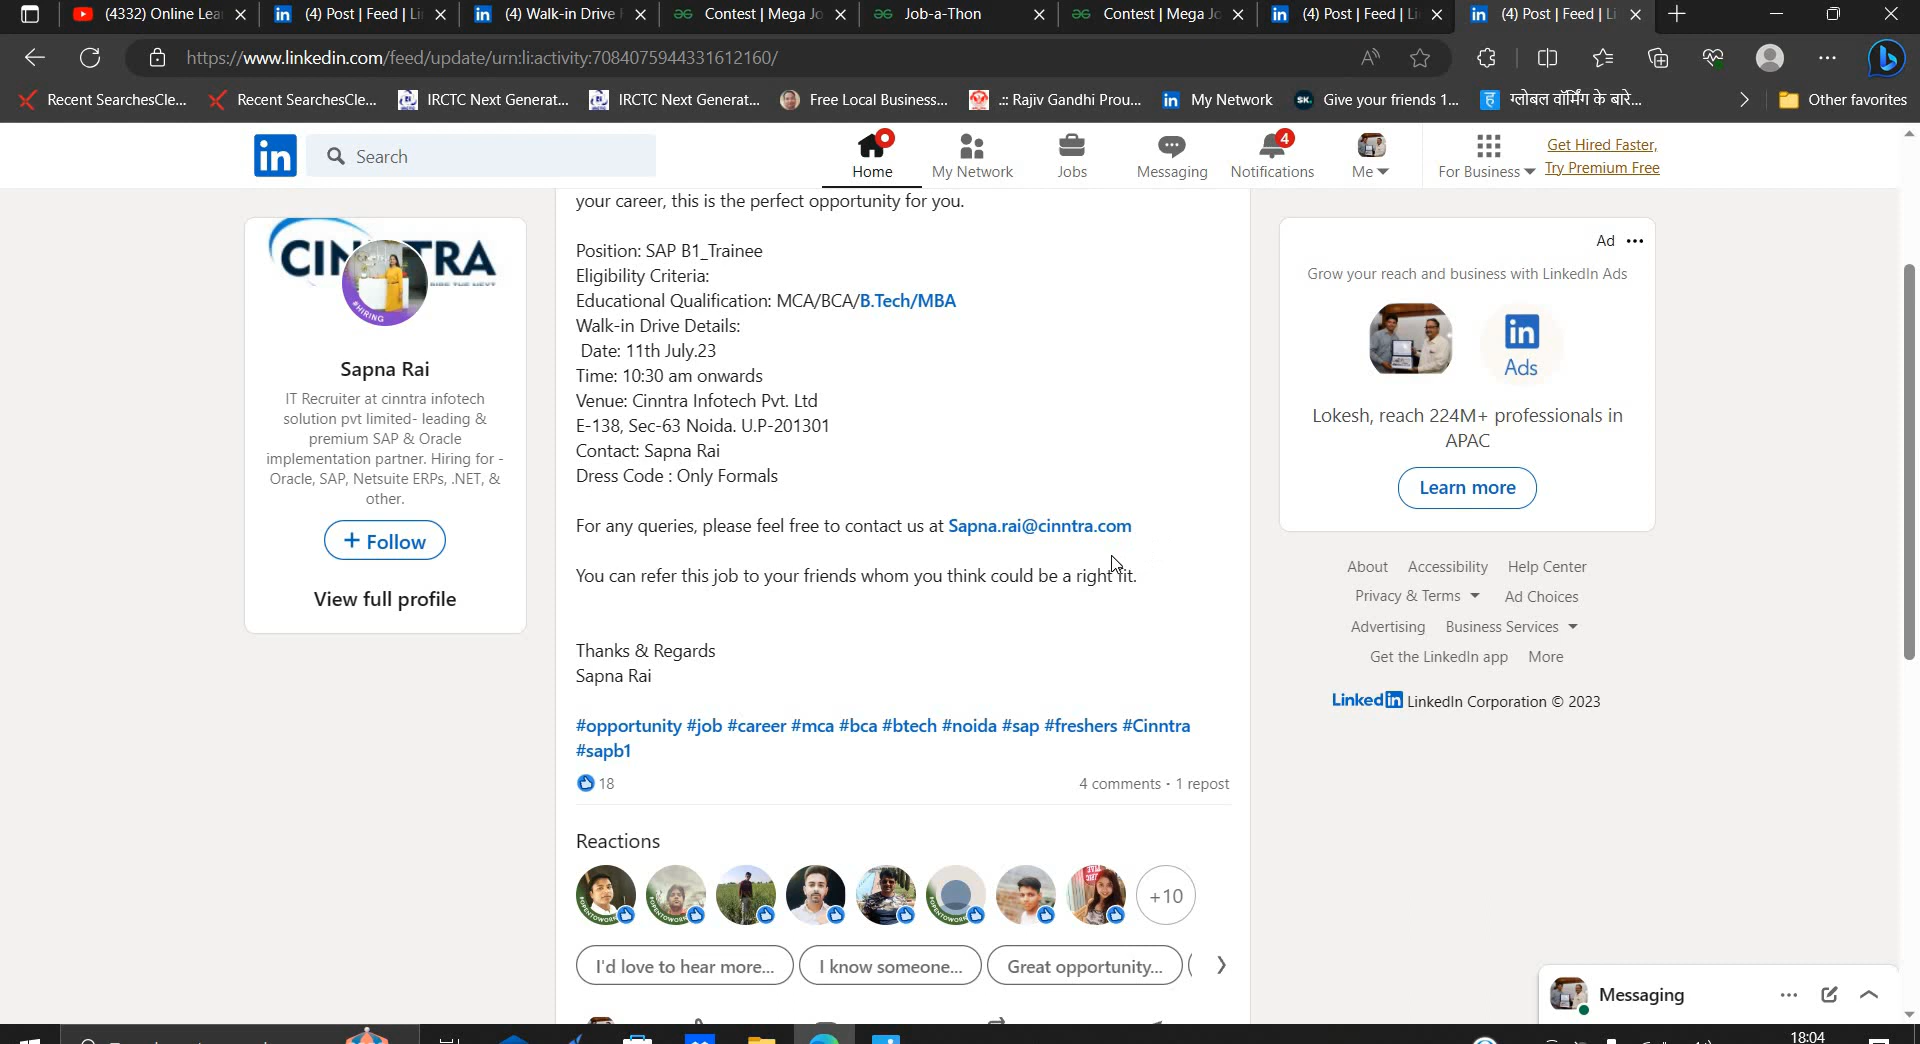 (4332) Online Lea
(4) Post | Feed | Li
(4) Walk-in Drive
Contest | Mega Jo
Job-a-Thon
Contest | Mega Jo
(4) Post | Feed | Li
(4) Post | Feed | Li
https://www.linkedin.com/feed/update/urn:li:activity:7084075944331612160/
Recent SearchesCle...
Recent SearchesCle...
IRCTC Next Generat...
IRCTC Next Generat...
Free Local Business...
.:: Rajiv Gandhi Prou...
My Network
SK.
Give your friends 1...
ह
ग्लोबल वॉर्मिंग के बारे...
Other favorites
in
Search
Home
My Network
Jobs
Messaging
4
Notifications
Me
For Business
Get Hired Faster,
Try Premium Free
CINNTRA
#HIRING
Sapna Rai
IT Recruiter at cinntra infotech
solution pvt limited- leading &
premium SAP & Oracle
implementation partner. Hiring for -
Oracle, SAP, Netsuite ERPs, .NET, &
other.
+ Follow
View full profile
your career, this is the perfect opportunity for you.
Position: SAP B1_Trainee
Eligibility Criteria:
Educational Qualification: MCA/BCA/B.Tech/MBA
Walk-in Drive Details:
Date: 11th July.23
Time: 10:30 am onwards
Venue: Cinntra Infotech Pvt. Ltd
E-138, Sec-63 Noida. U.P-201301
Contact: Sapna Rai
Dress Code : Only Formals
For any queries, please feel free to contact us at Sapna.rai@cinntra.com
You can refer this job to your friends whom you think could be a right fit.
Thanks & Regards
Sapna Rai
#opportunity #job #career #mca #bca #btech #noida #sap #freshers #Cinntra
#sapb1
18
4 comments · 1 repost
Reactions
+10
I'd love to hear more...
I know someone...
Great opportunity...
Ad
Grow your reach and business with LinkedIn Ads
in
Ads
Lokesh, reach 224M+ professionals in
APAC
Learn more
About Accessibility Help Center
Privacy & Terms Ad Choices
Advertising Business Services
Get the LinkedIn app More
LinkedIn LinkedIn Corporation © 2023
Messaging
18:04